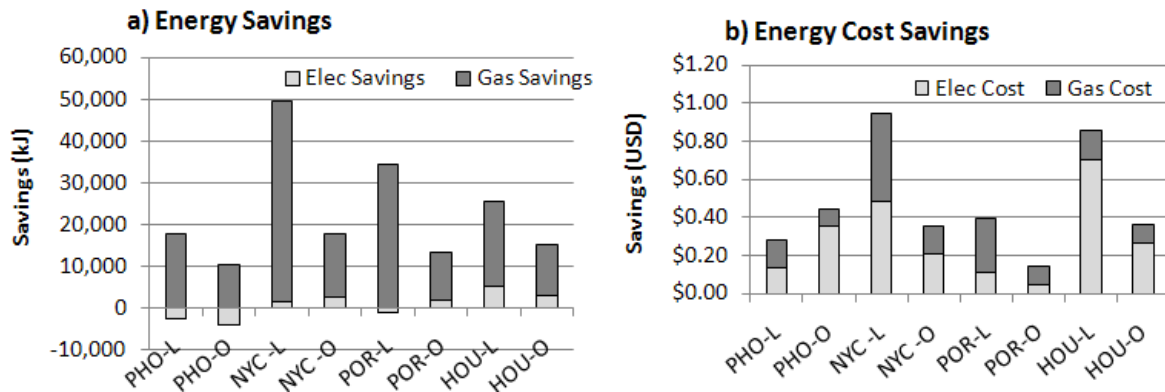 a) Energy Savings
60,000
50,000
40,000
30,000
20,000
10,000
0
-10,000
Savings (kJ)
Elec Savings
Gas Savings
PHO-L
PHO-O
NYC -L
NYC -O
POR-L
POR-O
HOU-L
HOU-O
b) Energy Cost Savings
$1.20
$1.00
$0.80
$0.60
$0.40
$0.20
$0.00
Savings (USD)
Elec Cost
Gas Cost
PHO-L
PHO-O
NYC -L
NYC -O
POR-L
POR-O
HOU-L
HOU-O